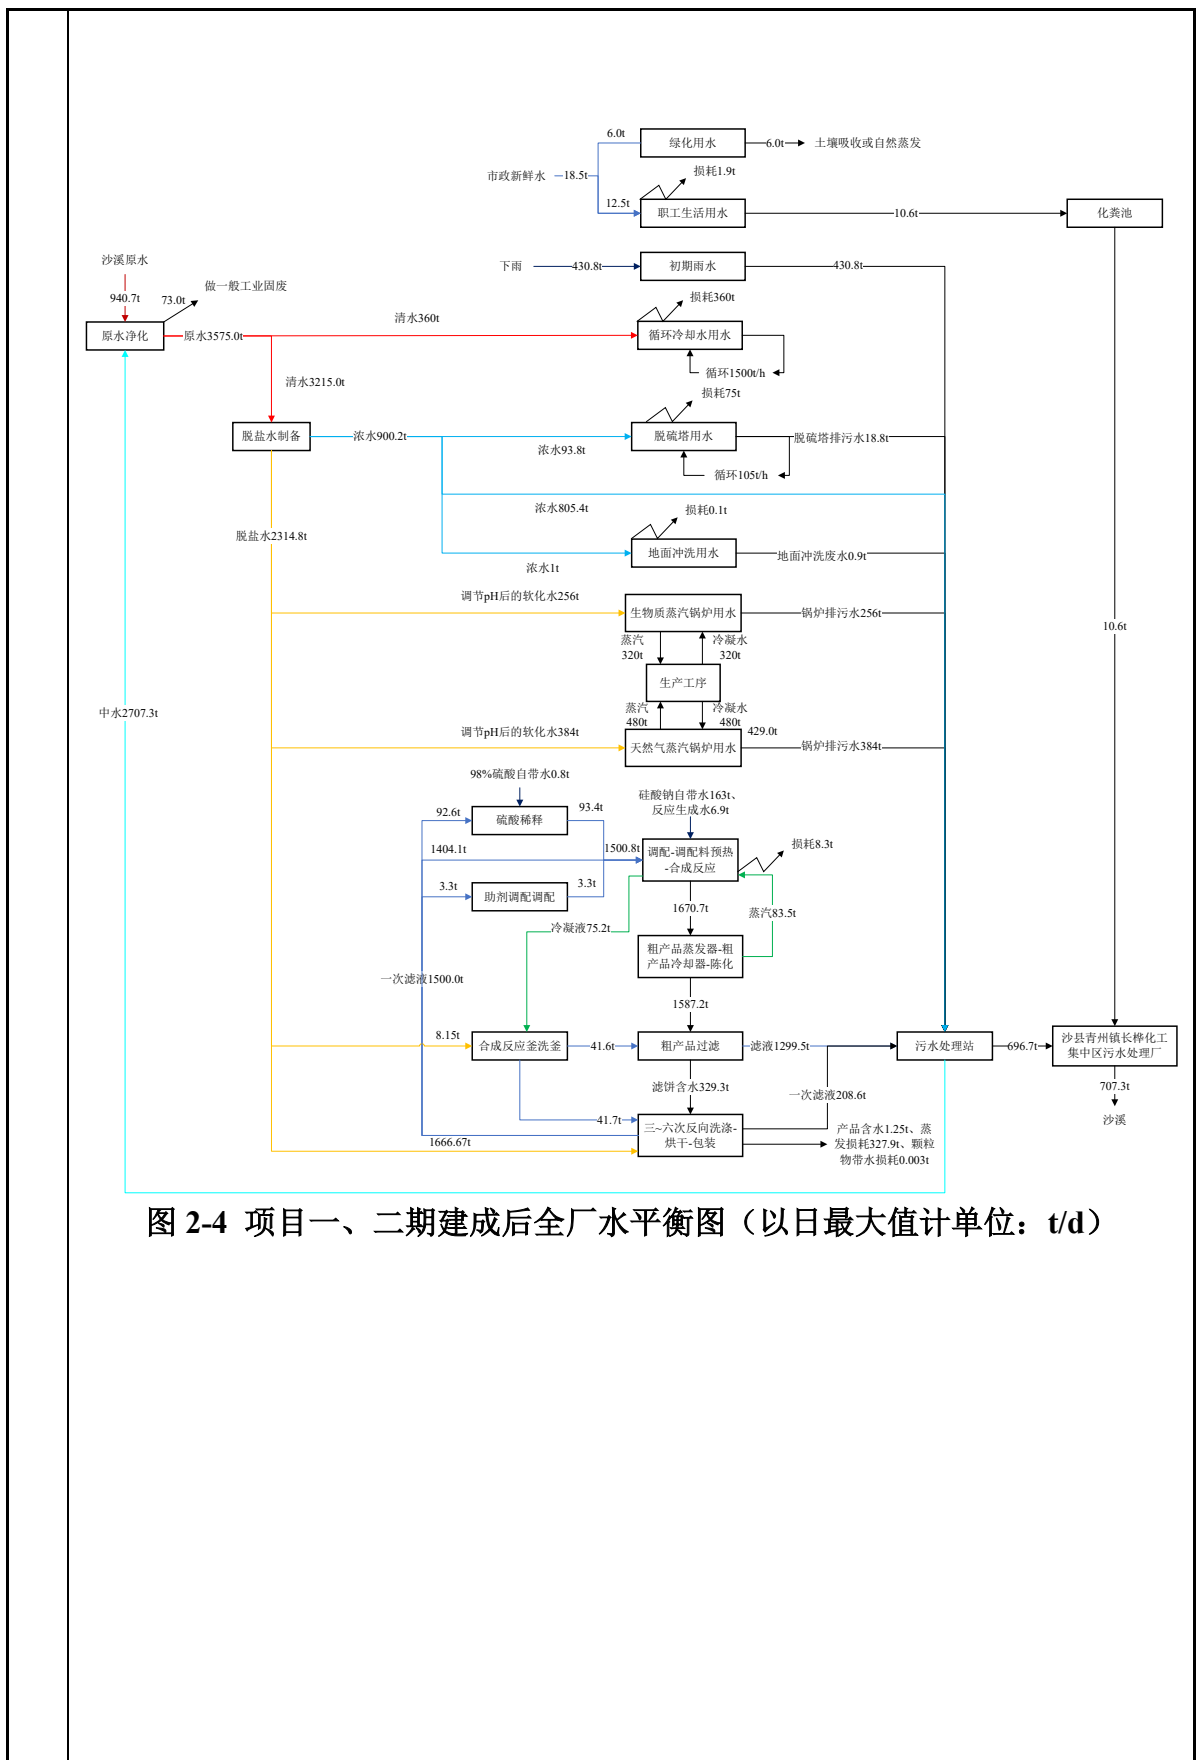 6.0t
绿化用水
6.0t
土壤吸收或自然蒸发
市政新鲜水
18.5t
损耗1.9t
12.5t
职工生活用水
10.6t
化粪池
沙溪原水
下雨
430.8t
初期雨水
430.8t
940.7t
73.0t
做一般工业固废
损耗360t
清水360t
原水净化
原水3575.0t
循环冷却水用水
循环1500t/h
清水3215.0t
损耗75t
脱盐水制备
浓水900.2t
浓水93.8t
脱硫塔用水
脱硫塔排污水18.8t
循环105t/h
浓水805.4t
损耗0.1t
脱盐水2314.8t
地面冲洗用水
地面冲洗废水0.9t
浓水1t
调节pH后的软化水256t
生物质蒸汽锅炉用水
锅炉排污水256t
10.6t
蒸汽
320t
冷凝水
320t
生产工序
中水2707.3t
蒸汽
480t
冷凝水
480t
调节pH后的软化水384t
429.0t
天然气蒸汽锅炉用水
锅炉排污水384t
98%硫酸自带水0.8t
硅酸钠自带水163t、
反应生成水6.9t
92.6t
硫酸稀释
93.4t
1404.1t
1500.8t
调配-调配料预热
-合成反应
损耗8.3t
3.3t
助剂调配调配
3.3t
1670.7t
蒸汽83.5t
冷凝液75.2t
粗产品蒸发器-粗
产品冷却器-陈化
一次滤液1500.0t
1587.2t
8.15t
合成反应釜洗釜
41.6t
粗产品过滤
滤液1299.5t
污水处理站
696.7t
沙县青州镇长桦化工
集中区污水处理厂
滤饼含水329.3t
一次滤液208.6t
707.3t
沙溪
41.7t
三~六次反向洗涤-
烘干-包装
1666.67t
产品含水1.25t、蒸
发损耗327.9t、颗粒
物带水损耗0.003t
图 2-4 项目一、二期建成后全厂水平衡图（以日最大值计单位：t/d）